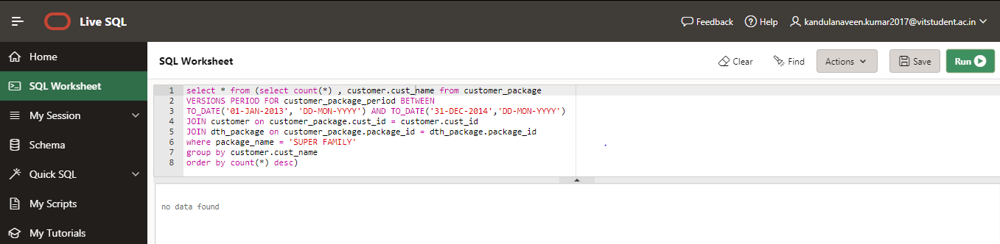 Live SQL
Feedback
Help
kandulanaveen.kumar2017@vitstudent.ac.in
Home
SQL Worksheet
My Session
Schema
Quick SQL
My Scripts
My Tutorials
SQL Worksheet
Clear
Find
Actions
Save
Run
1 select * from (select count(*) , customer.cust_name from customer_package
2 VERSIONS PERIOD FOR customer_package_period BETWEEN
3 TO_DATE('01-JAN-2013', 'DD-MON-YYYY') AND TO_DATE('31-DEC-2014','DD-MON-YYYY')
4 JOIN customer on customer_package.cust_id = customer.cust_id
5 JOIN dth_package on customer_package.package_id = dth_package.package_id
6 where package_name = 'SUPER FAMILY'
7 group by customer.cust_name
8 order by count(*) desc)
no data found